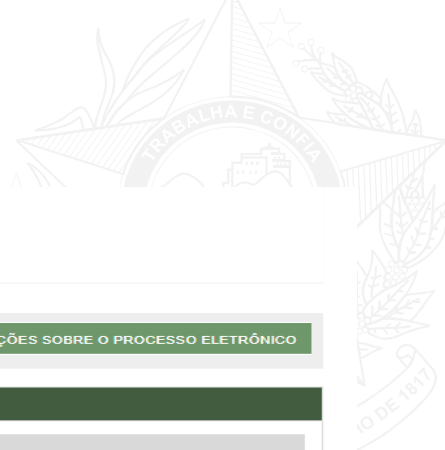 TRABALHA E CONFIA
ÇÕES SOBRE O PROCESSO ELETRÔNICO
O DE 1817